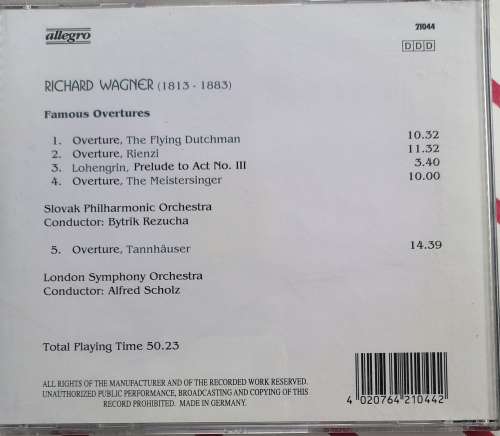 allegro
71044
DDD
RICHARD WAGNER (1813 - 1883)
Famous Overtures
1. Overture, The Flying Dutchman 10.32
2. Overture, Rienzi 11.32
3. Lohengrin, Prelude to Act No. III 3.40
4. Overture, The Meistersinger 10.00
Slovak Philharmonic Orchestra
Conductor: Bytrik Rezucha
5. Overture, Tannhäuser 14.39
London Symphony Orchestra
Conductor: Alfred Scholz
Total Playing Time 50.23
ALL RIGHTS OF THE MANUFACTURER AND OF THE RECORDED WORK RESERVED.
UNAUTHORIZED PUBLIC PERFORMANCE, BROADCASTING AND COPYING OF THIS
RECORD PROHIBITED. MADE IN GERMANY.
4 020764 210442